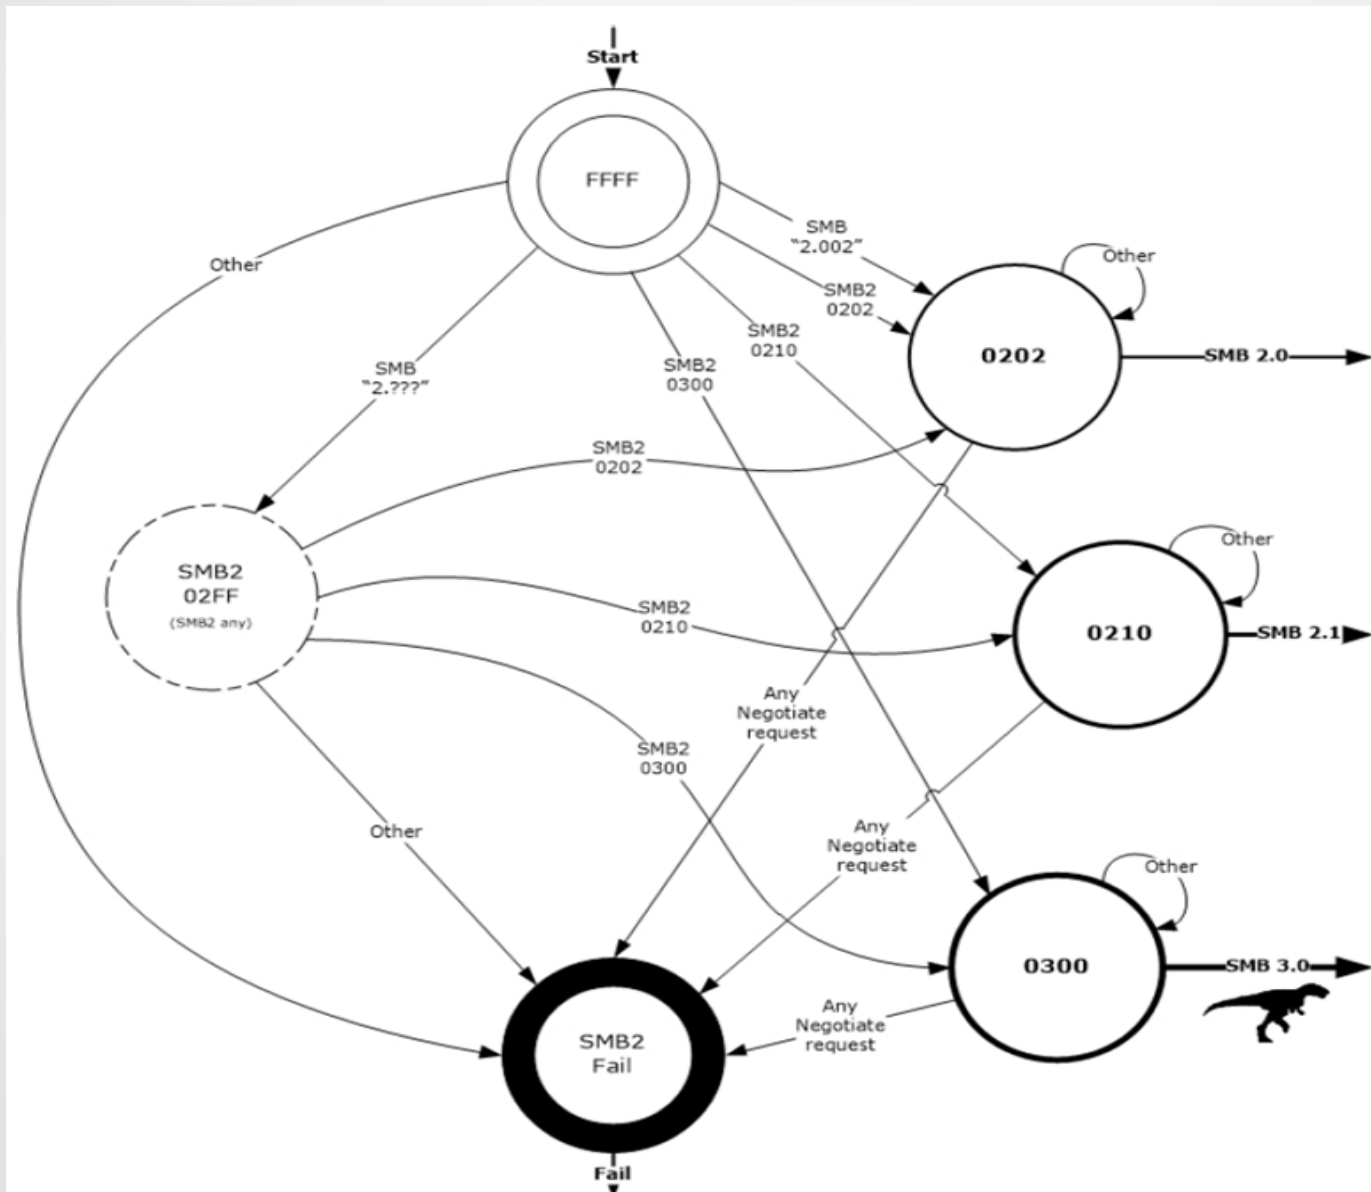 Start
FFFF
SMB
"2.002"
Other
Other
SMB2
0202
SMB2
0210
0202
SMB 2.0
SMB2
0300
SMB
"2.???"
SMB2
0202
Other
SMB2
02FF
(SMB2 any)
SMB2
0210
0210
SMB 2.1
Any
Negotiate
request
SMB2
0300
Other
Any
Negotiate
request
Other
0300
SMB 3.0
Any
Negotiate
request
SMB2
Fail
Fail